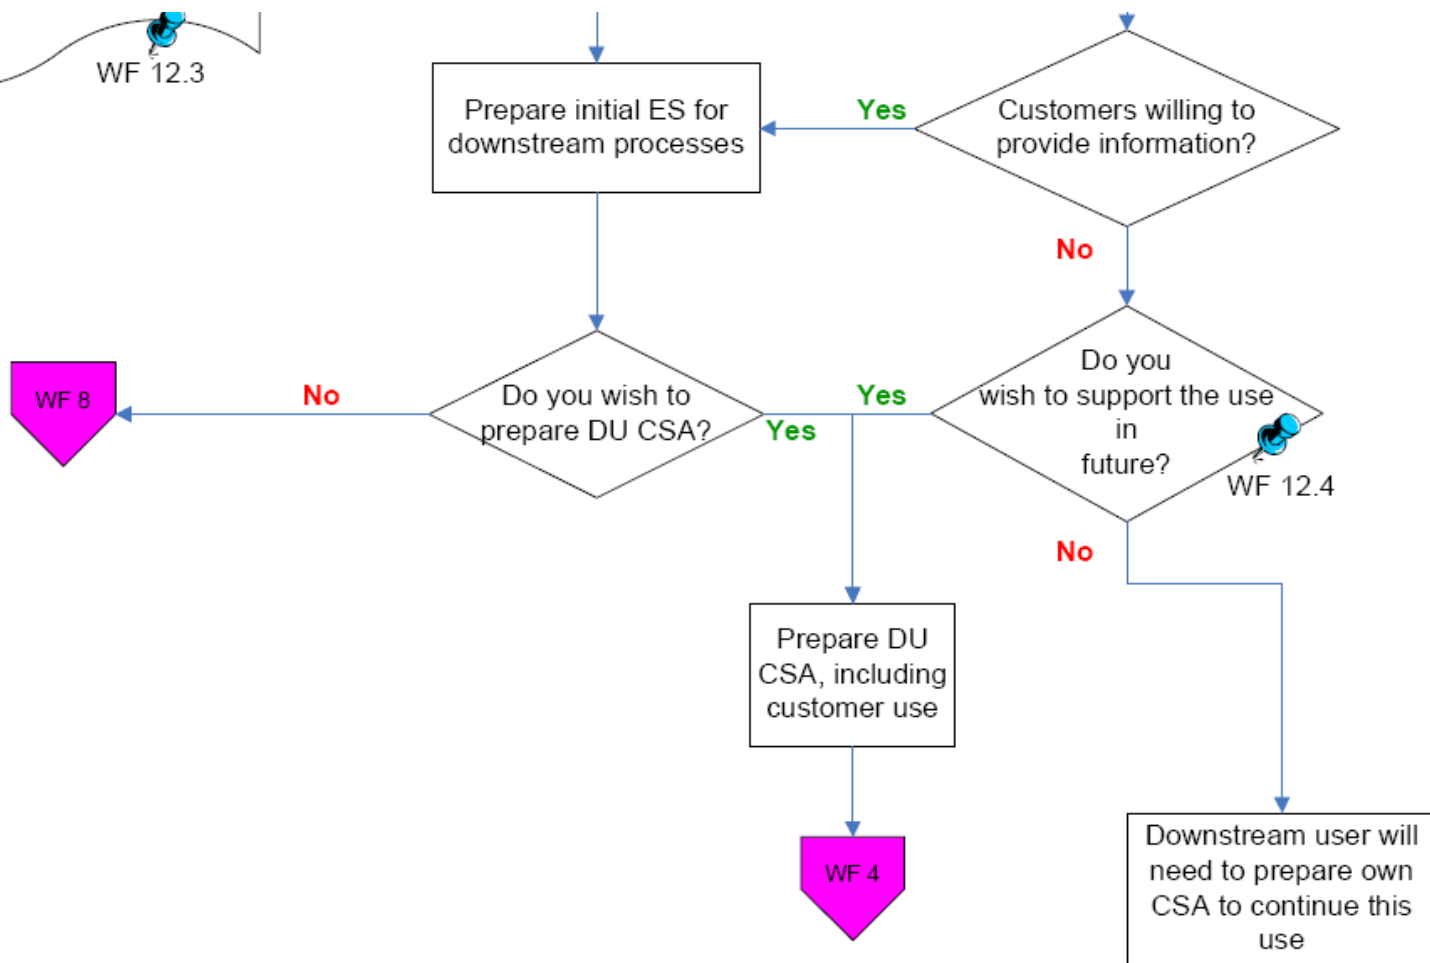 WF 12.3
Prepare initial ES for
downstream processes
Yes
Customers willing to
provide information?
No
WF 8
No
Do you wish to
prepare DU CSA?
Yes
Yes
Do you
wish to support the use
in
future?
WF 12.4
No
Prepare DU
CSA, including
customer use
WF 4
Downstream user will
need to prepare own
CSA to continue this
use